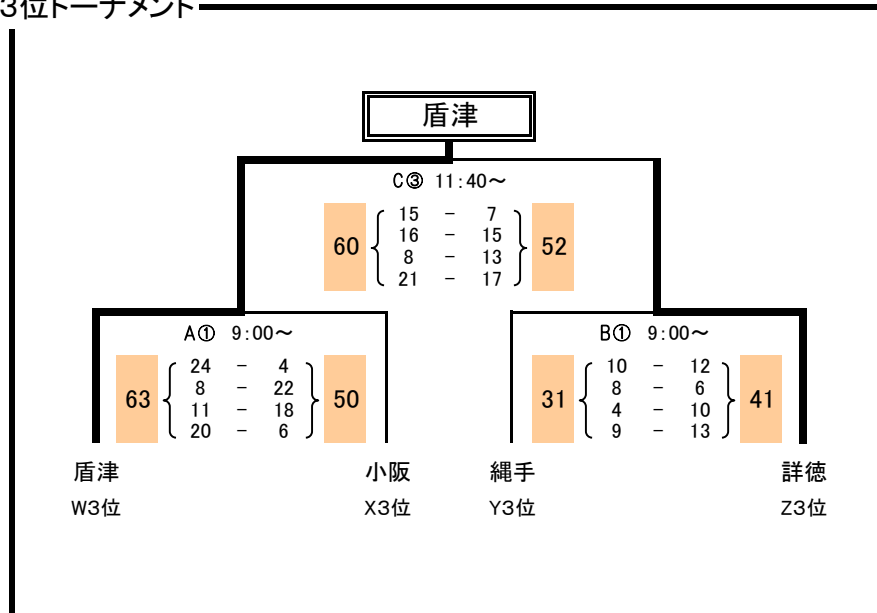 3位トーナメント
盾津
C③ 11:40～
60 15 － 7 52
16 － 15
8 － 13
21 － 17
A① 9:00～ B① 9:00～
63 24 － 4 50 31 10 － 12 41
8 － 22 8 － 6
11 － 18 4 － 10
20 － 6 9 － 13
盾津 小阪 縄手 詳徳
W3位 X3位 Y3位 Z3位